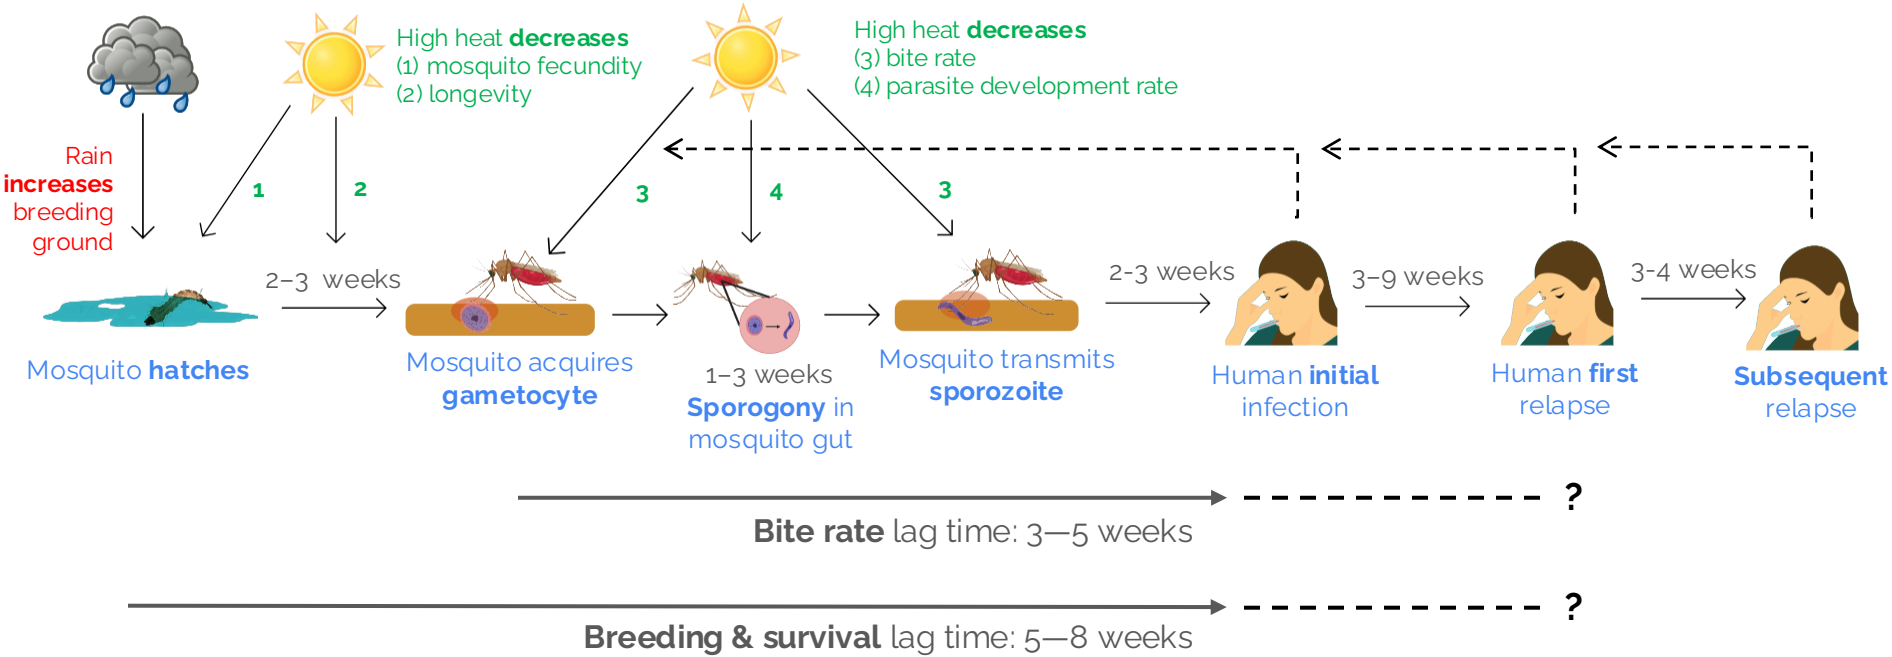 High heat decreases
(1) mosquito fecundity
(2) longevity
High heat decreases
(3) bite rate
(4) parasite development rate
Rain
increases
breeding
ground
1
2
3
4
3
2–3 weeks
2-3 weeks
3–9 weeks
3-4 weeks
Mosquito hatches
Mosquito acquires
gametocyte
1–3 weeks
Sporogony in
mosquito gut
Mosquito transmits
sporozoite
Human initial
infection
Human first
relapse
Subsequent
relapse
?
Bite rate lag time: 3—5 weeks
?
Breeding & survival lag time: 5—8 weeks